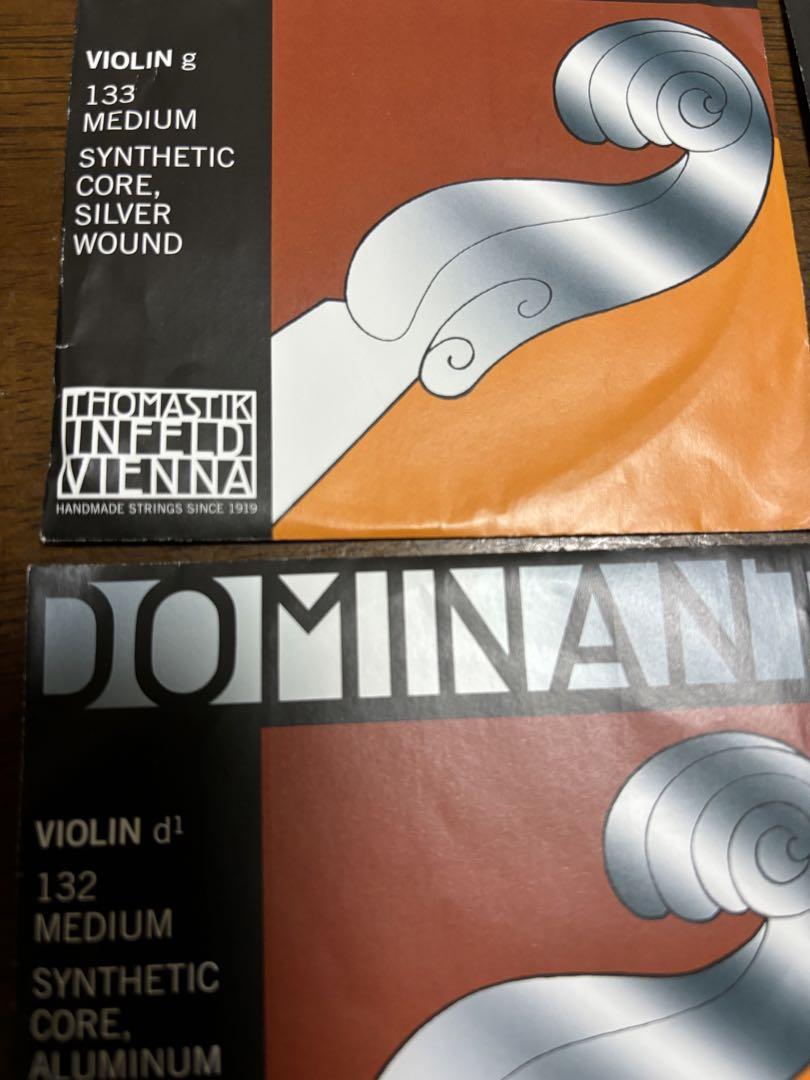 VIOLIN g
133
MEDIUM
SYNTHETIC
CORE,
SILVER
WOUND
THOMASTIK
INFELD
VIENNA
HANDMADE STRINGS SINCE 1919
DOMINANT
VIOLIN d¹
132
MEDIUM
SYNTHETIC
CORE,
ALUMINUM